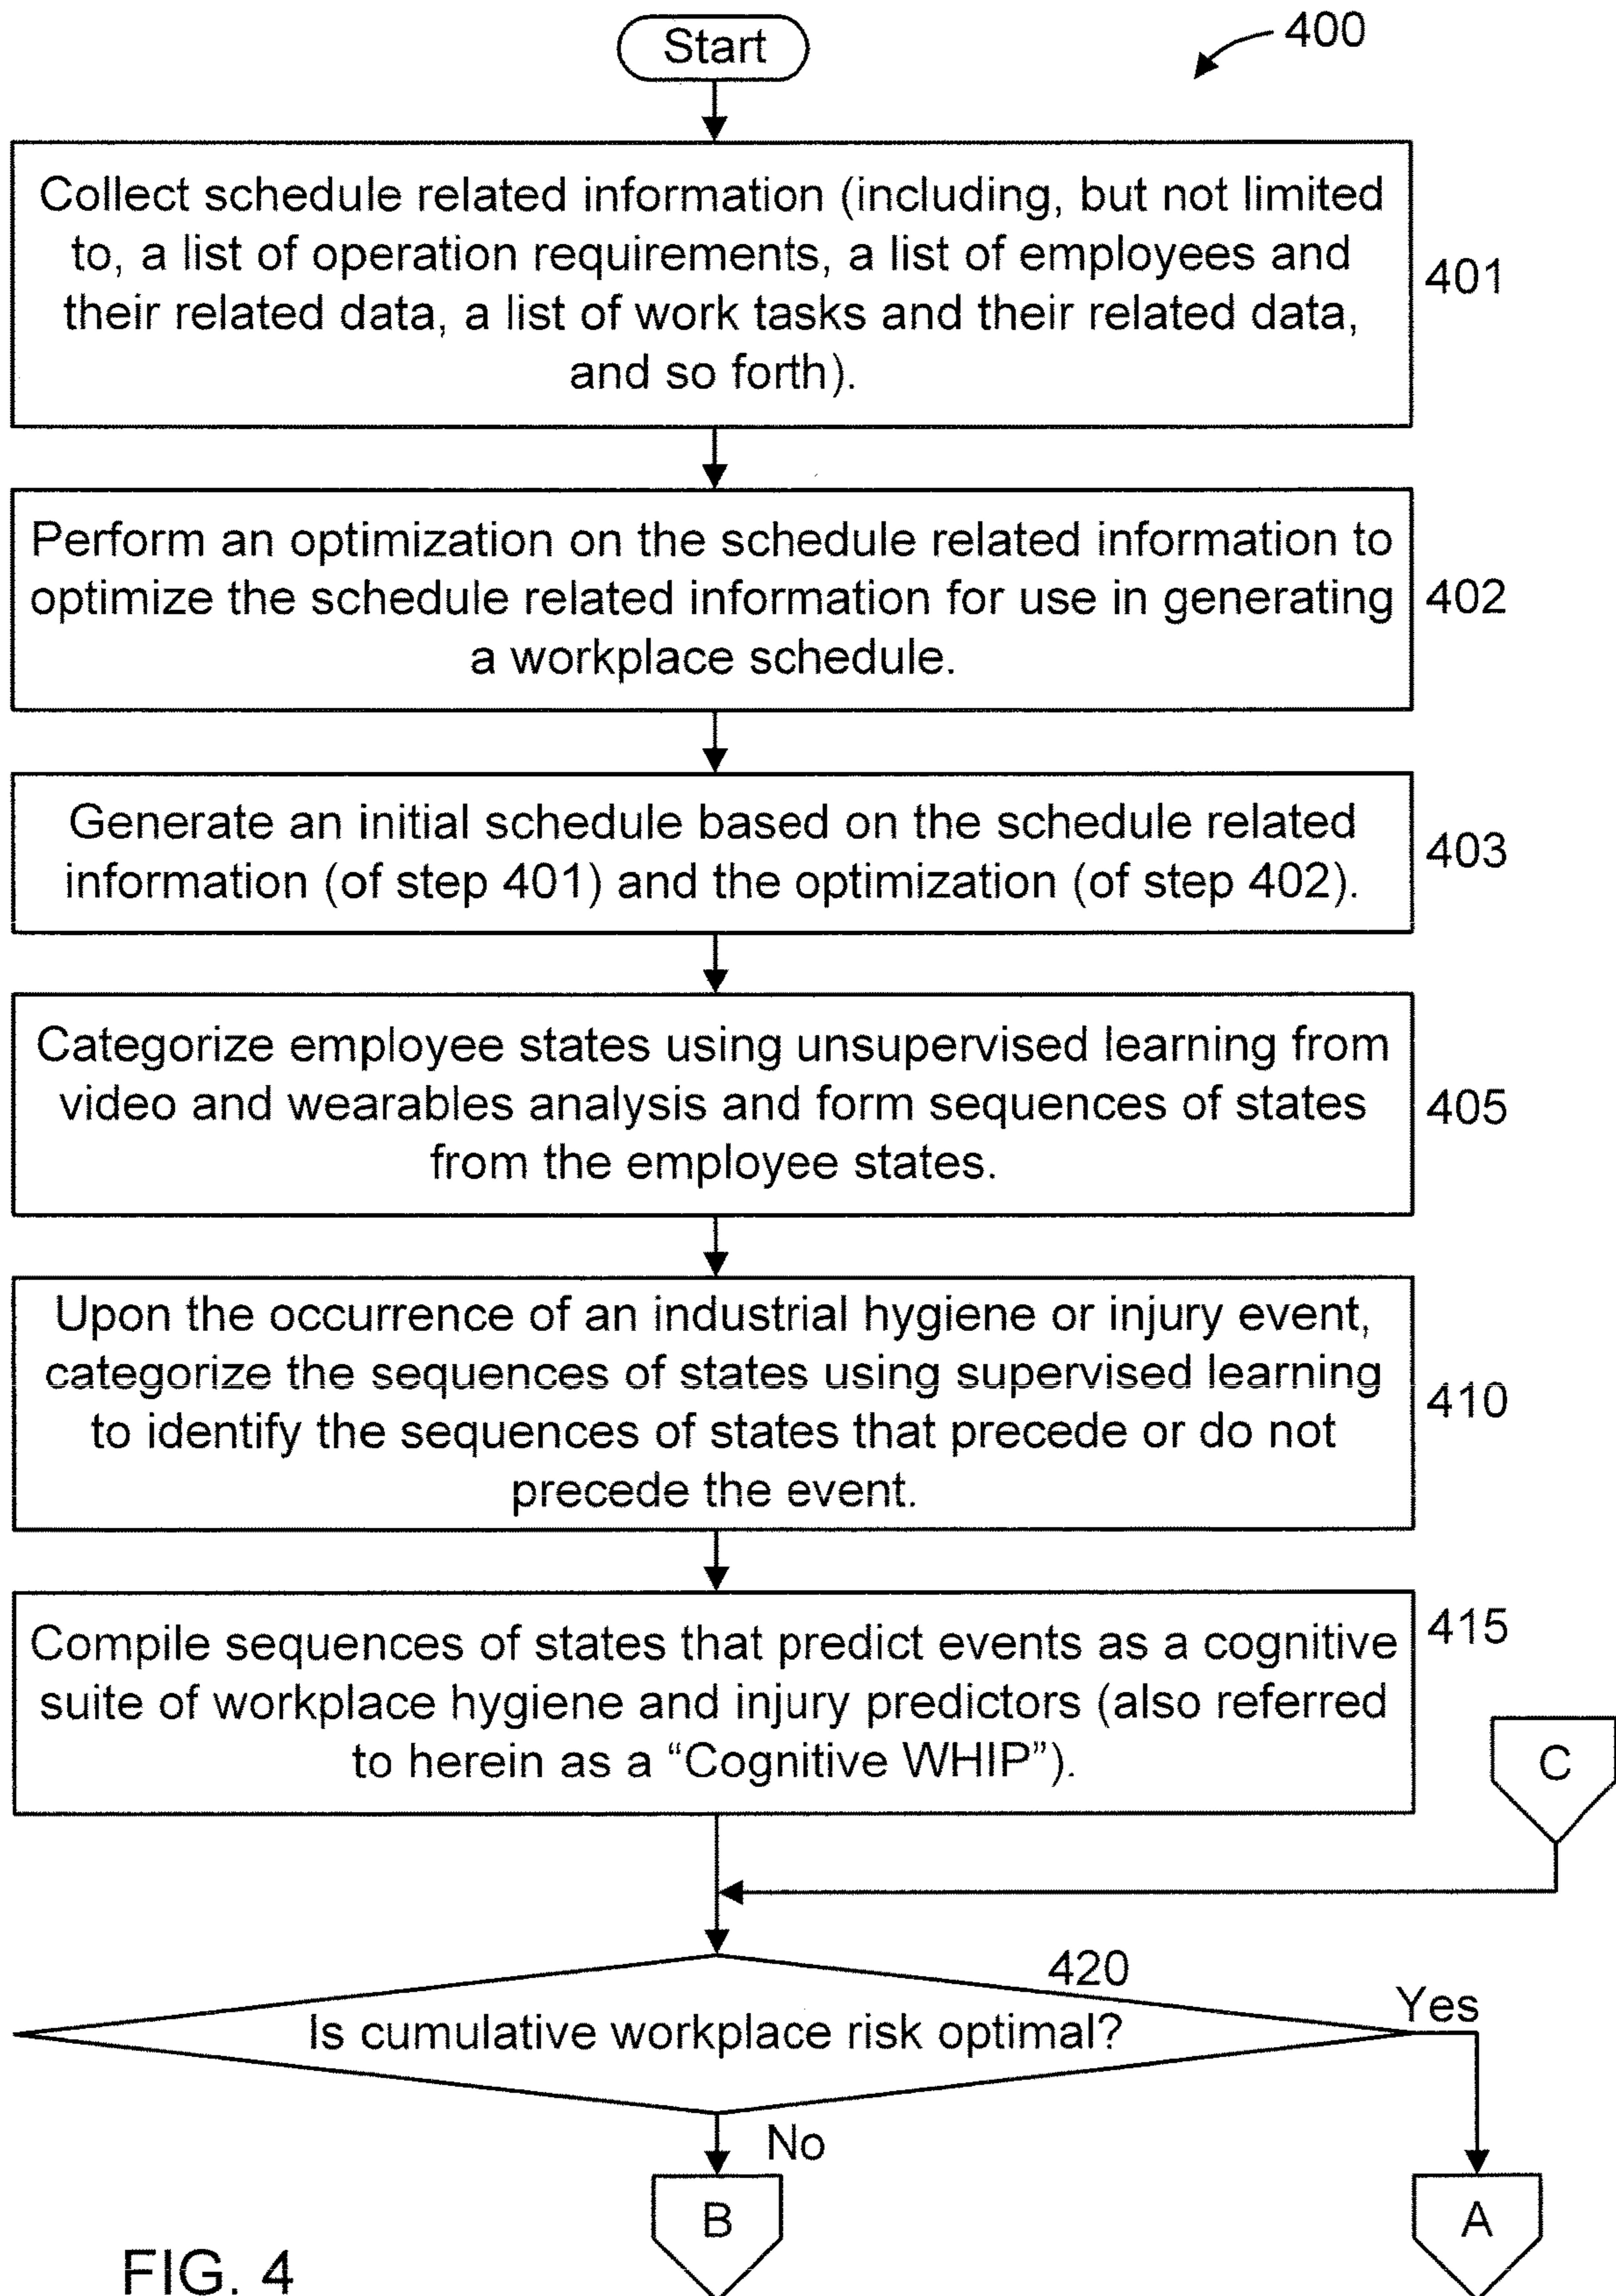 Start
400
Collect schedule related information (including, but not limited
to, a list of operation requirements, a list of employees and
their related data, a list of work tasks and their related data,
and so forth).
401
Perform an optimization on the schedule related information to
optimize the schedule related information for use in generating
a workplace schedule.
402
Generate an initial schedule based on the schedule related
information (of step 401) and the optimization (of step 402).
403
Categorize employee states using unsupervised learning from
video and wearables analysis and form sequences of states
from the employee states.
405
Upon the occurrence of an industrial hygiene or injury event,
categorize the sequences of states using supervised learning
to identify the sequences of states that precede or do not
precede the event.
410
Compile sequences of states that predict events as a cognitive
suite of workplace hygiene and injury predictors (also referred
to herein as a “Cognitive WHIP”).
415
C
420
Is cumulative workplace risk optimal?
Yes
No
B
A
FIG. 4